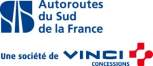 Autoroutes
du Sud
de la France
Une société de VINCI
CONCESSIONS